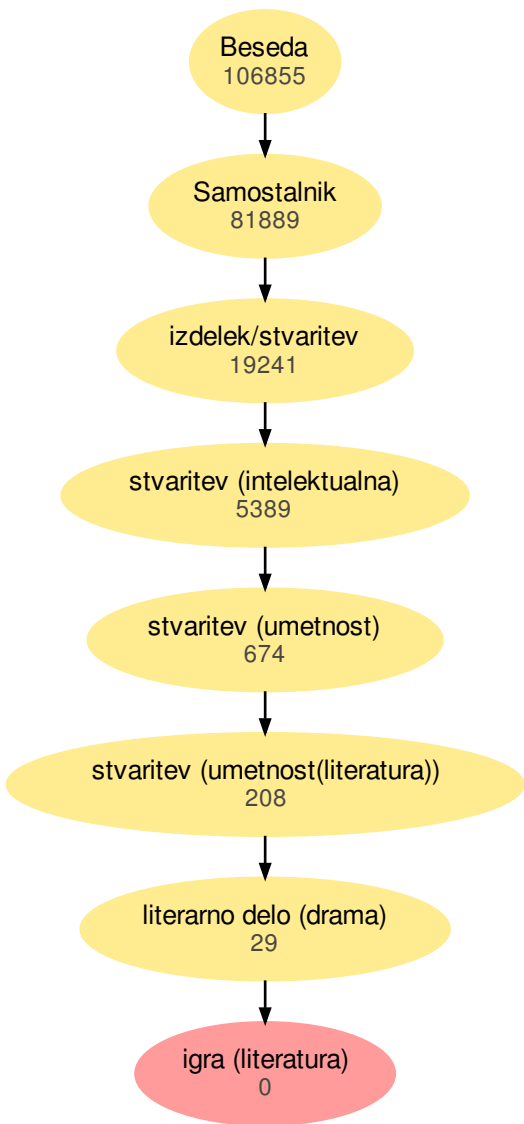 Beseda
106855
Samostalnik
81889
izdelek/stvaritev
19241
stvaritev (intelektualna)
5389
stvaritev (umetnost)
674
stvaritev (umetnost(literatura))
208
literarno delo (drama)
29
igra (literatura)
0